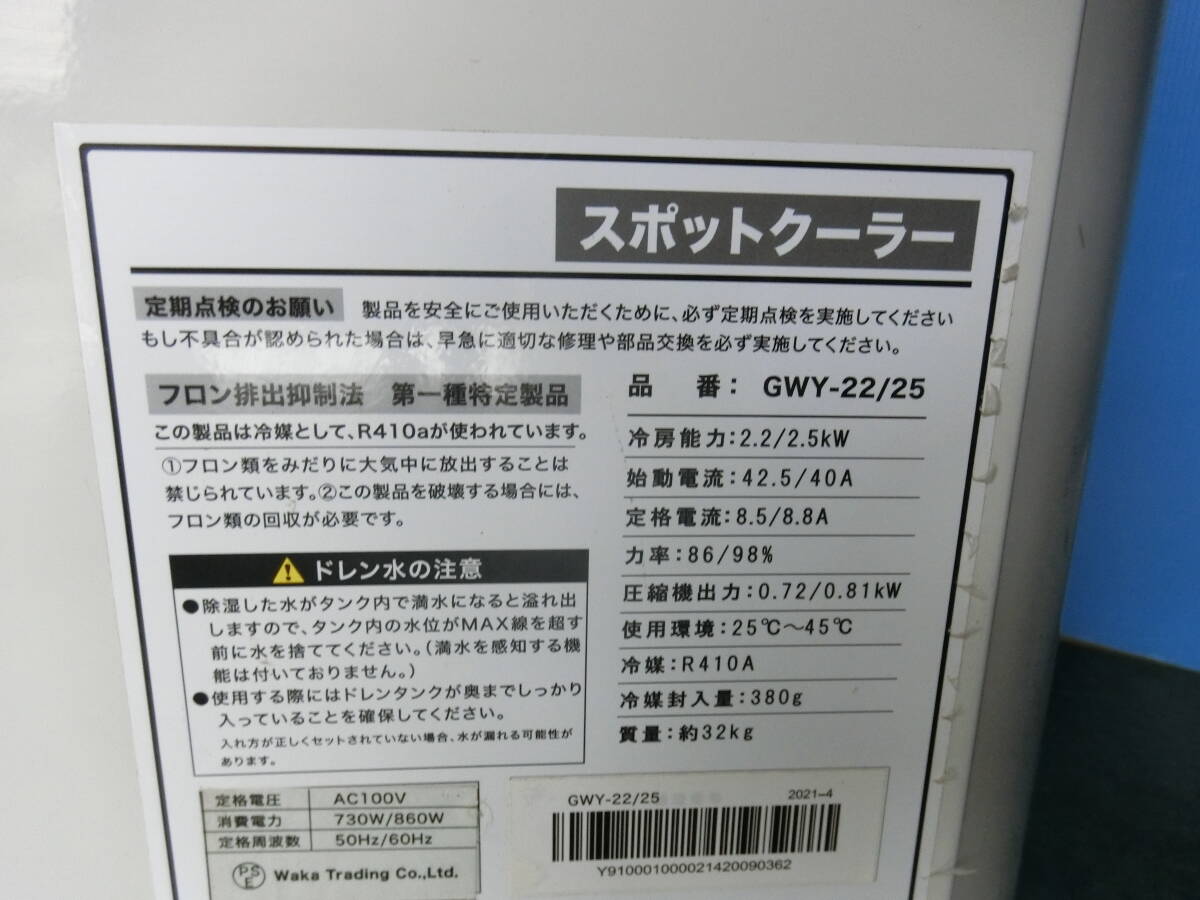 スポットクーラー
定期点検のお願い 製品を安全にご使用いただくために、必ず定期点検を実施してください
もし不具合が認められた場合は、早急に適切な修理や部品交換を必ず実施してください。
フロン排出抑制法 第一種特定製品
この製品は冷媒として、R410aが使われています。
①フロン類をみだりに大気中に放出することは
禁じられています。②この製品を破壊する場合には、
フロン類の回収が必要です。
ドレン水の注意
●除湿した水がタンク内で満水になると溢れ出
しますので、タンク内の水位がMAX線を超す
前に水を捨ててください。(満水を感知する機
能は付いておりません。)
●使用する際にはドレンタンクが奥までしっかり
入っていることを確保してください。
入れ方が正しくセットされていない場合、水が漏れる可能性が
あります。
品 番: GWY-22/25
冷房能力:2.2/2.5kW
始動電流:42.5/40A
定格電流:8.5/8.8A
力率:86/98%
圧縮機出力:0.72/0.81kW
使用環境:25℃～45℃
冷媒:R410A
冷媒封入量:380g
質量:約32kg
定格電圧 AC100V
消費電力 730W/860W
定格周波数 50Hz/60Hz
PSE Waka Trading Co.,Ltd.
GWY-22/25 2021-4
Y910001000021420090362